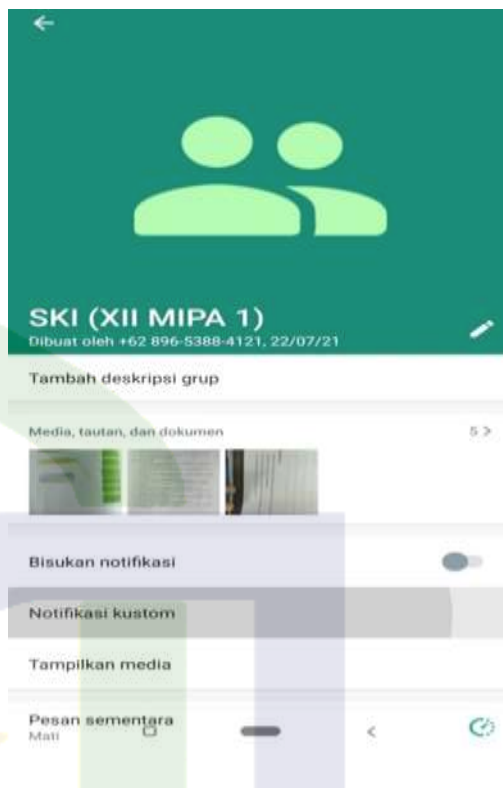 SKI (XII MIPA 1)
Dibuat oleh +62 896-5388-4121, 22/07/21
Tambah deskripsi grup
Media, tautan, dan dokumen 5 >
Bisukan notifikasi
Notifikasi kustom
Tampilkan media
Pesan sementara
Mati